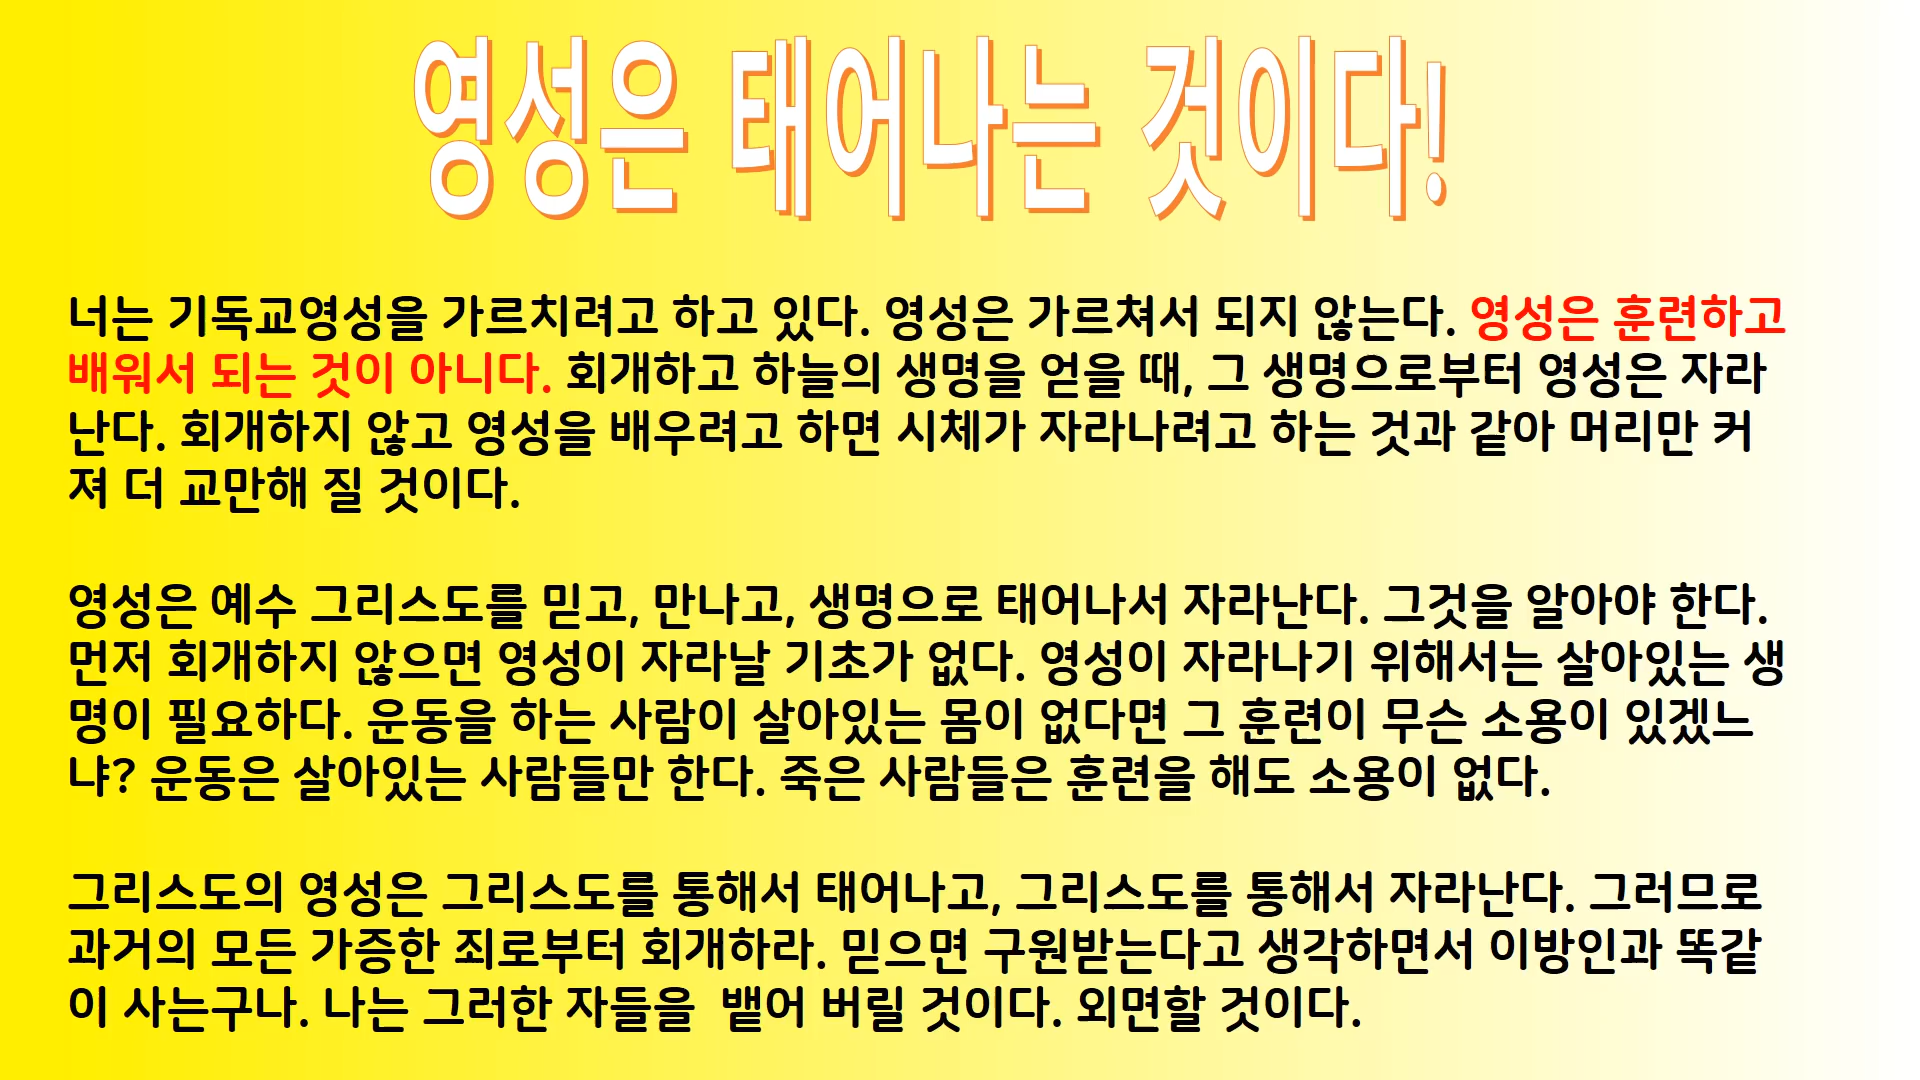 영성은 태어나는 것이다!
너는 기독교영성을 가르치려고 하고 있다. 영성은 가르쳐서 되지 않는다. 영성은 훈련하고
배워서 되는 것이 아니다. 회개하고 하늘의 생명을 얻을 때, 그 생명으로부터 영성은 자라
난다. 회개하지 않고 영성을 배우려고 하면 시체가 자라나려고 하는 것과 같아 머리만 커
져 더 교만해 질 것이다.
영성은 예수 그리스도를 믿고, 만나고, 생명으로 태어나서 자라난다. 그것을 알아야 한다.
먼저 회개하지 않으면 영성이 자라날 기초가 없다. 영성이 자라나기 위해서는 살아있는 생
명이 필요하다. 운동을 하는 사람이 살아있는 몸이 없다면 그 훈련이 무슨 소용이 있겠느
냐? 운동은 살아있는 사람들만 한다. 죽은 사람들은 훈련을 해도 소용이 없다.
그리스도의 영성은 그리스도를 통해서 태어나고, 그리스도를 통해서 자라난다. 그러므로
과거의 모든 가증한 죄로부터 회개하라. 믿으면 구원받는다고 생각하면서 이방인과 똑같
이 사는구나. 나는 그러한 자들을  뱉어 버릴 것이다. 외면할 것이다.